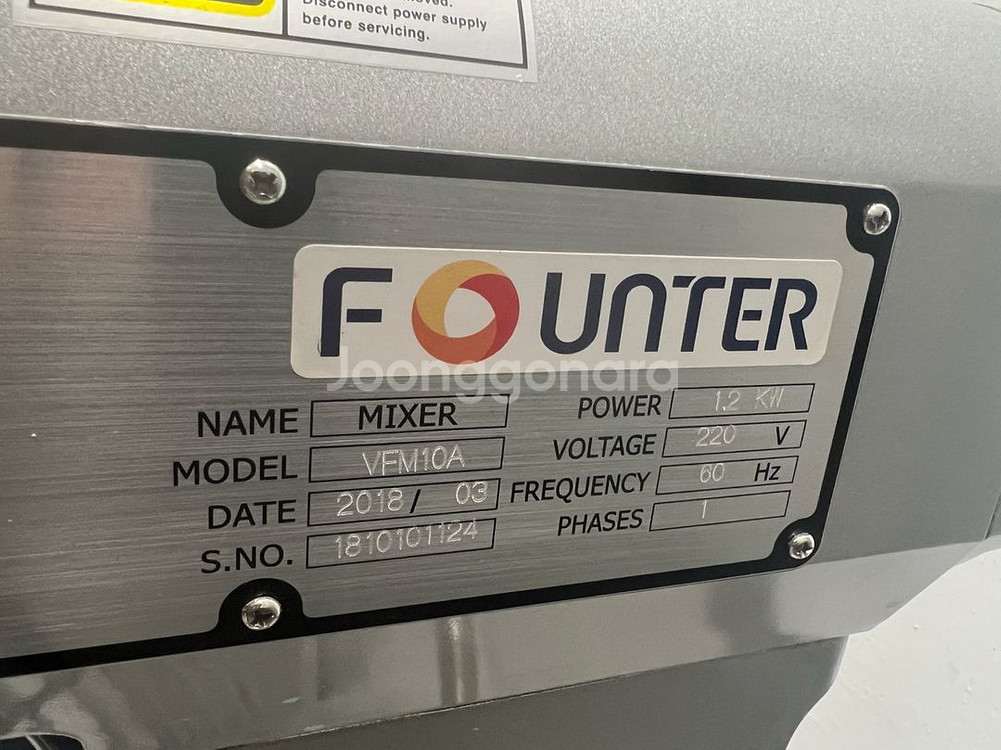 Disconnect power supply
before servicing.
FOUNTER
Joonggonara
NAME MIXER
MODEL VFM10A
DATE 2018 / 03
S.NO. 1810101124
POWER 1.2 KW
VOLTAGE 220 V
FREQUENCY 60 Hz
PHASES 1